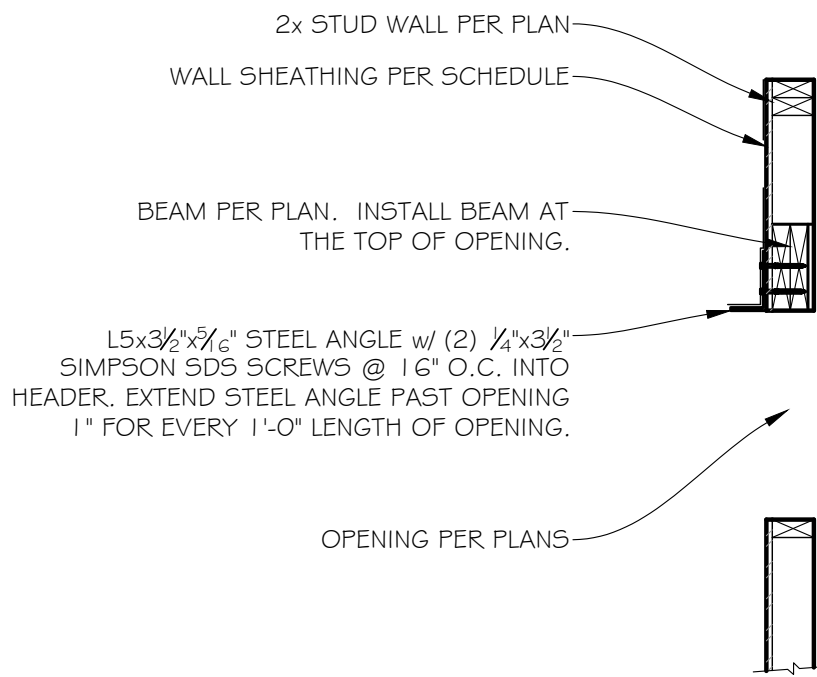 2x STUD WALL PER PLAN
WALL SHEATHING PER SCHEDULE
BEAM PER PLAN. INSTALL BEAM AT
THE TOP OF OPENING.
L5x3½"x5⁄16" STEEL ANGLE w/ (2) ¼"x3½"
SIMPSON SDS SCREWS @ 16" O.C. INTO
HEADER. EXTEND STEEL ANGLE PAST OPENING
1" FOR EVERY 1'-0" LENGTH OF OPENING.
OPENING PER PLANS